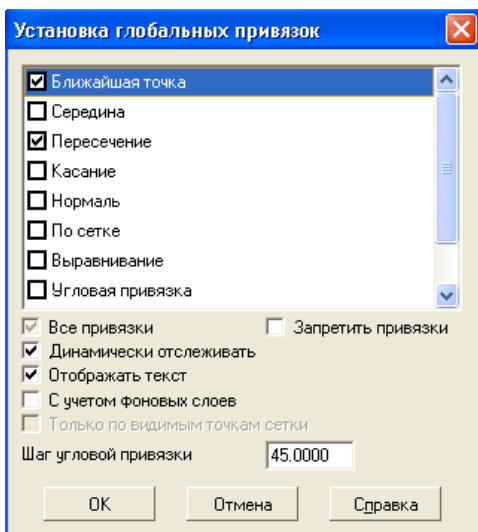 Установка глобальных привязок
Ближайшая точка
Середина
Пересечение
Касание
Нормаль
По сетке
Выравнивание
Угловая привязка
Все привязки Запретить привязки
Динамически отслеживать
Отображать текст
С учетом фоновых слоев
Только по видимым точкам сетки
Шаг угловой привязки 45.0000
OK Отмена Справка